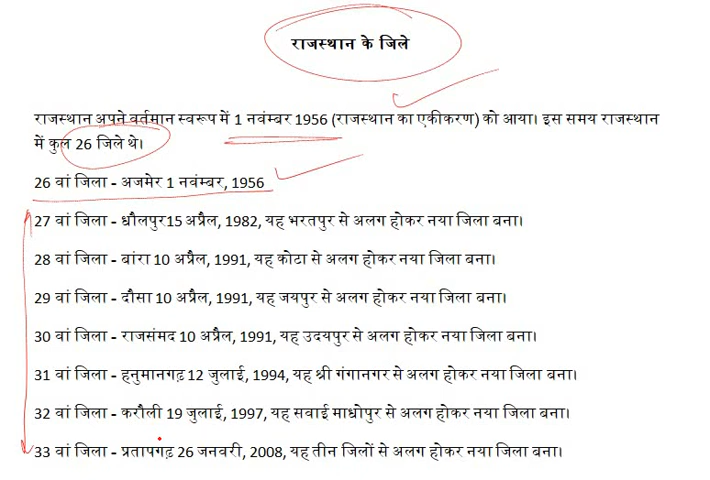 राजस्थान के जिले
राजस्थान अपने वर्तमान स्वरूप में 1 नवंम्बर 1956 (राजस्थान का एकीकरण) को आया। इस समय राजस्थान
में कुल 26 जिले थे।
26 वां जिला - अजमेर 1 नवंम्बर, 1956
27 वां जिला - धौलपुर15 अप्रैल, 1982, यह भरतपुर से अलग होकर नया जिला बना।
28 वां जिला - बांरा 10 अप्रैल, 1991, यह कोटा से अलग होकर नया जिला बना।
29 वां जिला - दौसा 10 अप्रैल, 1991, यह जयपुर से अलग होकर नया जिला बना।
30 वां जिला - राजसंमद 10 अप्रैल, 1991, यह उदयपुर से अलग होकर नया जिला बना।
31 वां जिला - हनुमानगढ़ 12 जुलाई, 1994, यह श्री गंगानगर से अलग होकर नया जिला बना।
32 वां जिला - करौली 19 जुलाई, 1997, यह सवाई माधोपुर से अलग होकर नया जिला बना।
33 वां जिला - प्रतापगंढ़ 26 जनवरी, 2008, यह तीन जिलों से अलग होकर नया जिला बना।